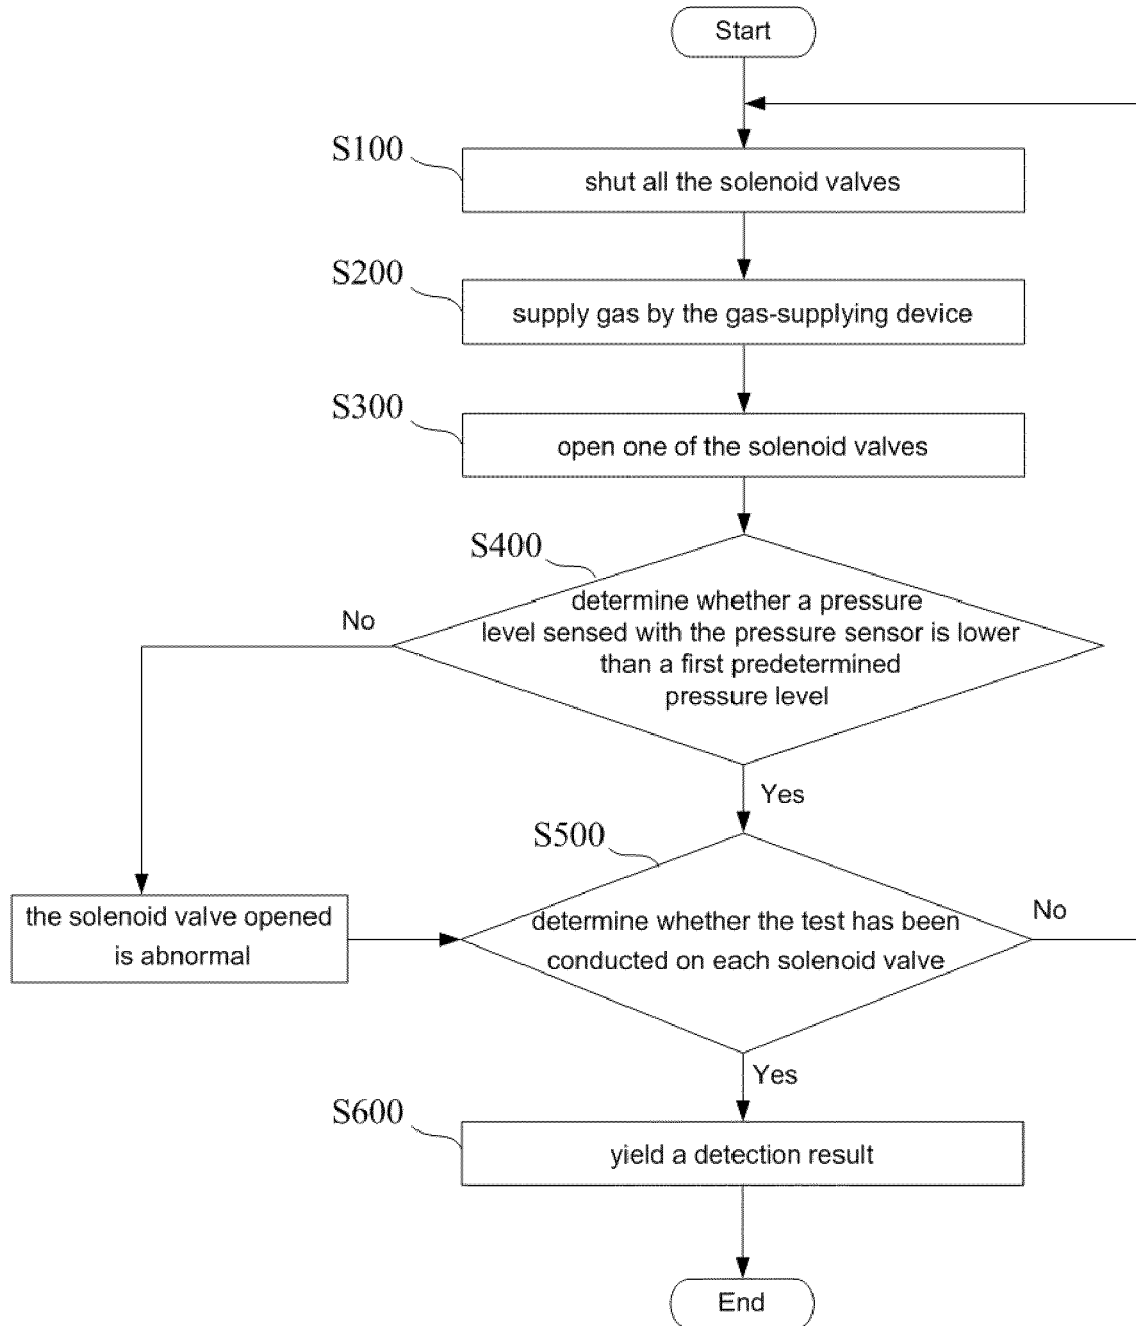 Start
S100
shut all the solenoid valves
S200
supply gas by the gas-supplying device
S300
open one of the solenoid valves
S400
determine whether a pressure
level sensed with the pressure sensor is lower
than a first predetermined
pressure level
No
Yes
S500
the solenoid valve opened
is abnormal
determine whether the test has been
conducted on each solenoid valve
No
Yes
S600
yield a detection result
End